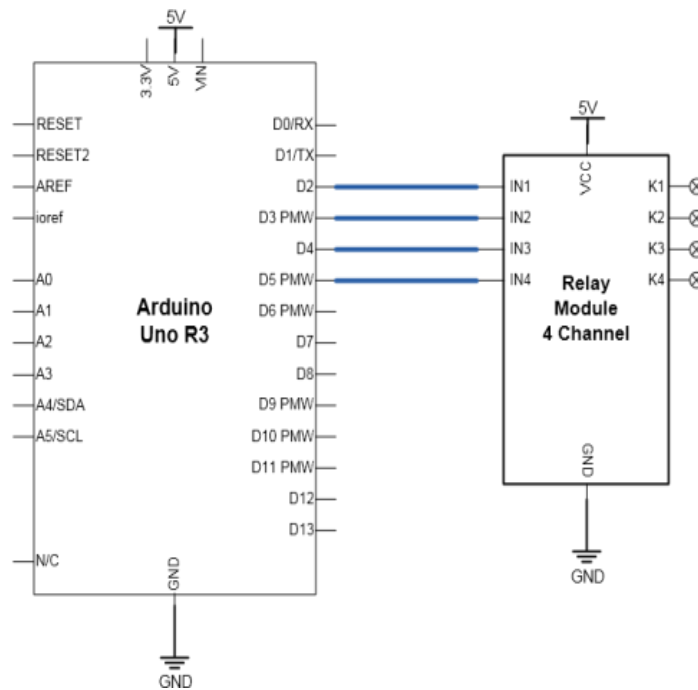 5V
3.3V
5V
VIN
RESET
RESET2
AREF
ioref
A0
A1
A2
A3
A4/SDA
A5/SCL
N/C
Arduino
Uno R3
D0/RX
D1/TX
D2
D3 PMW
D4
D5 PMW
D6 PMW
D7
D8
D9 PMW
D10 PMW
D11 PMW
D12
D13
GND
GND
5V
VCC
IN1
IN2
IN3
IN4
K1
K2
K3
K4
Relay
Module
4 Channel
GND
GND